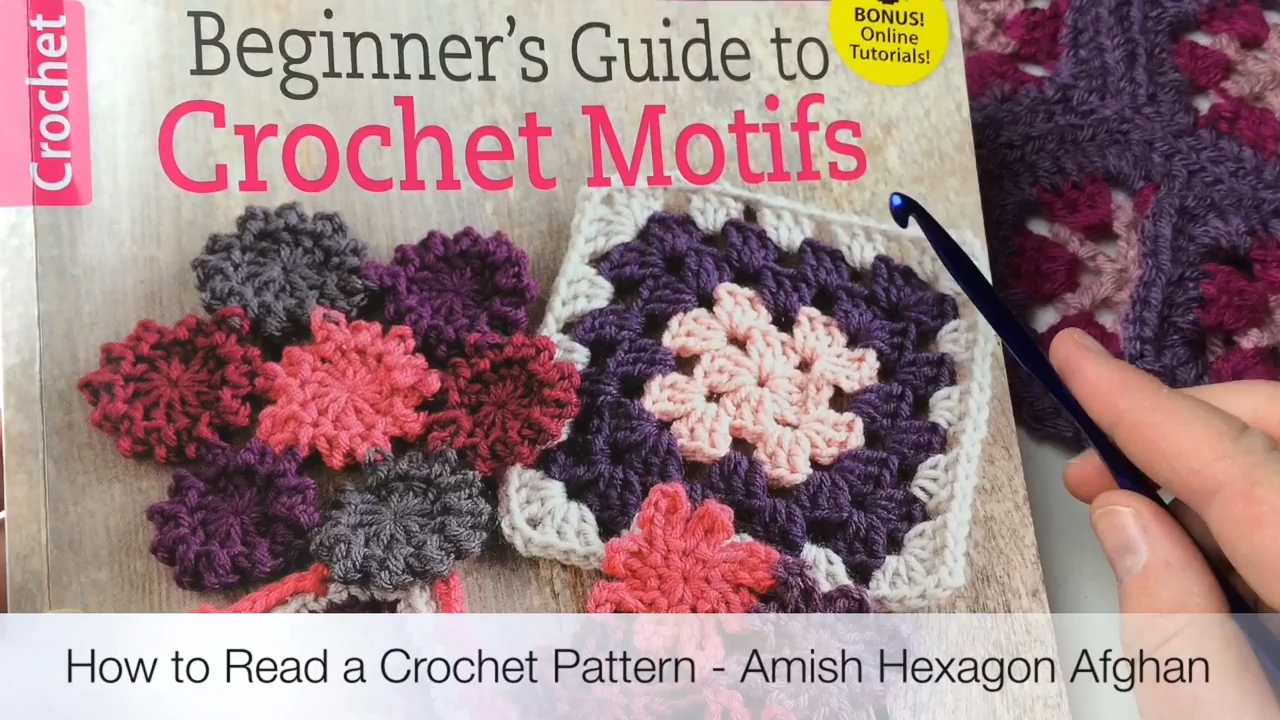 Crochet
Beginner's Guide to
Crochet Motifs
BONUS!
Online
Tutorials!
How to Read a Crochet Pattern - Amish Hexagon Afghan